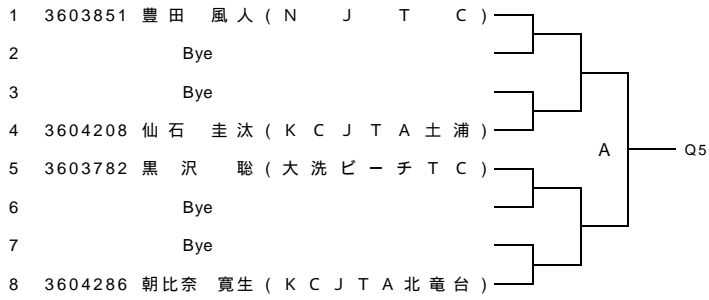 1 3603851 豊田 風人(N J T C)
2 Bye
3 Bye
4 3604208 仙石 圭汰(KCJTA土浦)
A Q5
5 3603782 黒沢 聡(大洗ビーチTC)
6 Bye
7 Bye
8 3604286 朝比奈 寛生(KCJTA北竜台)